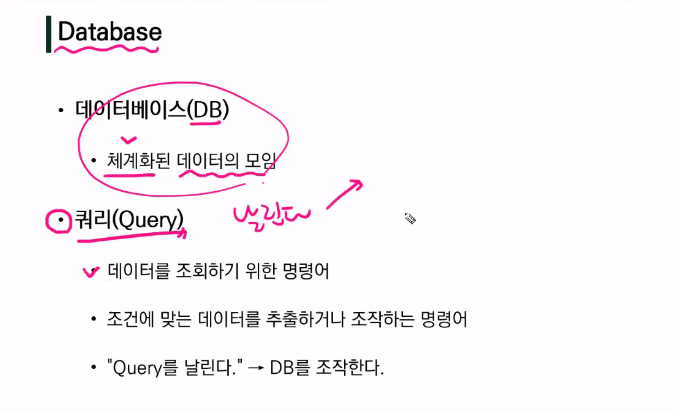 Database
• 데이터베이스(DB)
• 체계화된 데이터의 모임
날린다
• 쿼리(Query)
• 데이터를 조회하기 위한 명령어
• 조건에 맞는 데이터를 추출하거나 조작하는 명령어
• "Query를 날린다." → DB를 조작한다.